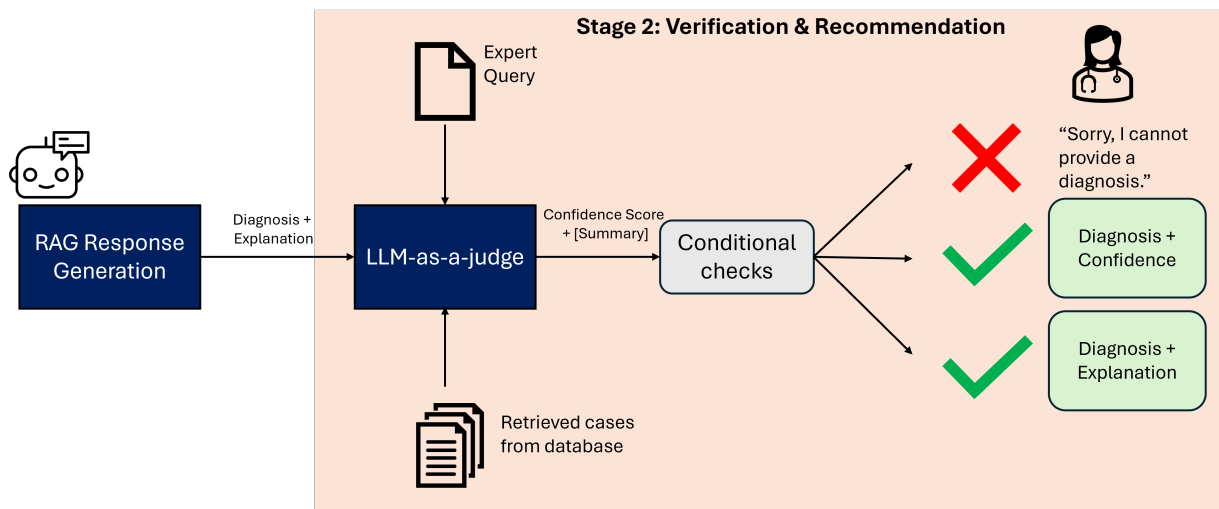 Stage 2: Verification & Recommendation
Expert
Query
“Sorry, I cannot
provide a
diagnosis.”
RAG Response
Generation
Diagnosis +
Explanation
LLM-as-a-judge
Confidence Score
+ [Summary]
Conditional
checks
Diagnosis +
Confidence
Diagnosis +
Explanation
Retrieved cases
from database